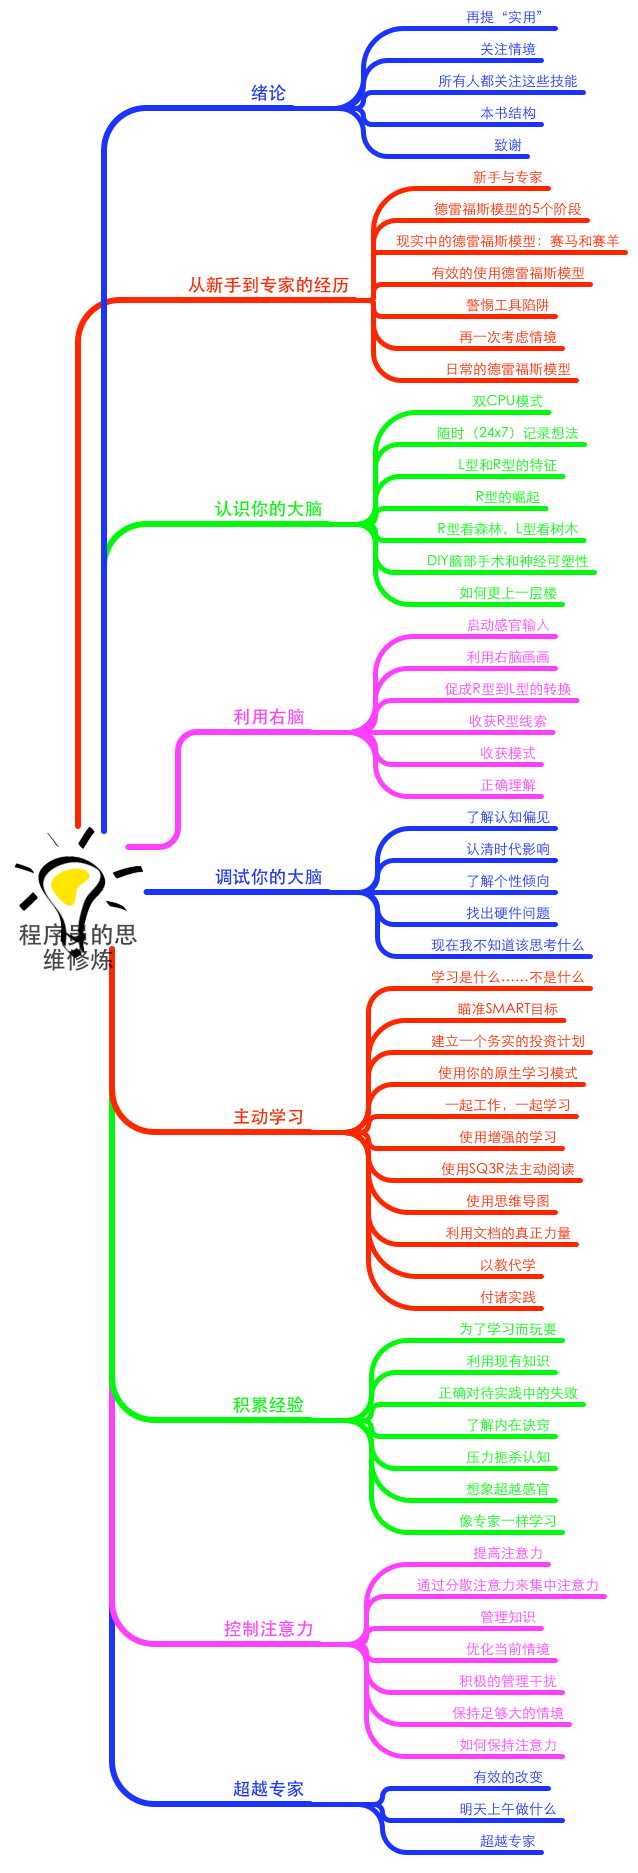 程序员的思
维修炼
绪论
再提“实用”
关注情境
所有人都关注这些技能
本书结构
致谢
从新手到专家的经历
新手与专家
德雷福斯模型的5个阶段
现实中的德雷福斯模型：赛马和赛羊
有效的使用德雷福斯模型
警惕工具陷阱
再一次考虑情境
日常的德雷福斯模型
认识你的大脑
双CPU模式
随时（24x7）记录想法
L型和R型的特征
R型的崛起
R型看森林，L型看树木
DIY脑部手术和神经可塑性
如何更上一层楼
利用右脑
启动感官输入
利用右脑画画
促成R型到L型的转换
收获R型线索
收获模式
正确理解
调试你的大脑
了解认知偏见
认清时代影响
了解个性倾向
找出硬件问题
现在我不知道该思考什么
主动学习
学习是什么……不是什么
瞄准SMART目标
建立一个务实的投资计划
使用你的原生学习模式
一起工作，一起学习
使用增强的学习
使用SQ3R法主动阅读
使用思维导图
利用文档的真正力量
以教代学
付诸实践
积累经验
为了学习而玩耍
利用现有知识
正确对待实践中的失败
了解内在诀窍
压力扼杀认知
想象超越感官
像专家一样学习
控制注意力
提高注意力
通过分散注意力来集中注意力
管理知识
优化当前情境
积极的管理干扰
保持足够大的情境
如何保持注意力
超越专家
有效的改变
明天上午做什么
超越专家